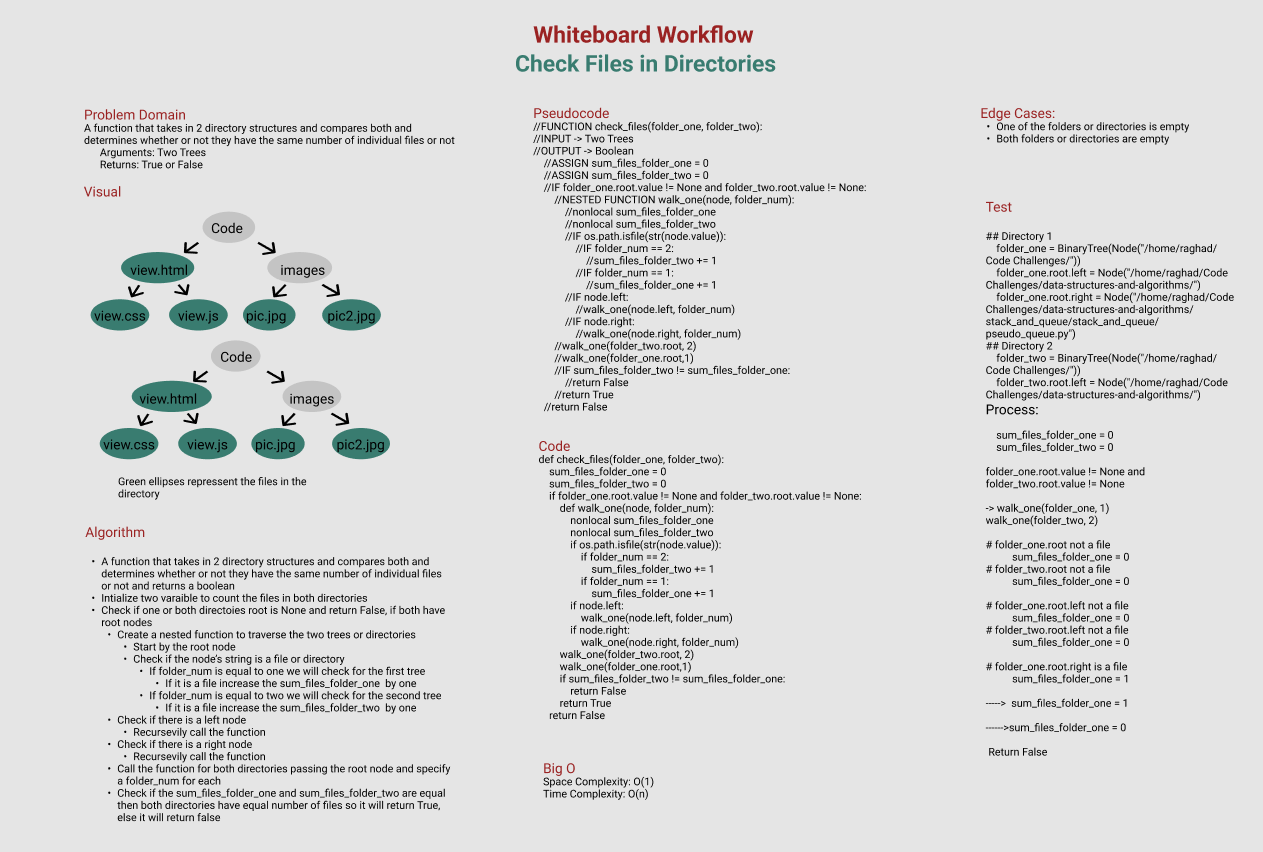 Whiteboard Workflow
Check Files in Directories
Problem Domain
A function that takes in 2 directory structures and compares both and
determines whether or not they have the same number of individual files or not
Arguments: Two Trees
Returns: True or False
Visual
Code
view.html
images
view.css
view.js
pic.jpg
pic2.jpg
Code
view.html
images
view.css
view.js
pic.jpg
pic2.jpg
Green ellipses repressent the files in the
directory
Algorithm
• A function that takes in 2 directory structures and compares both and
determines whether or not they have the same number of individual files
or not and returns a boolean
• Intialize two varaible to count the files in both directories
• Check if one or both directoies root is None and return False, if both have
root nodes
• Create a nested function to traverse the two trees or directories
• Start by the root node
• Check if the node's string is a file or directory
• If folder_num is equal to one we will check for the first tree
• If it is a file increase the sum_files_folder_one by one
• If folder_num is equal to two we will check for the second tree
• If it is a file increase the sum_files_folder_two by one
• Check if there is a left node
• Recursevily call the function
• Check if there is a right node
• Recursevily call the function
• Call the function for both directories passing the root node and specify
a folder_num for each
• Check if the sum_files_folder_one and sum_files_folder_two are equal
then both directories have equal number of files so it will return True,
else it will return false
Pseudocode
//FUNCTION check_files(folder_one, folder_two):
//INPUT -> Two Trees
//OUTPUT -> Boolean
//ASSIGN sum_files_folder_one = 0
//ASSIGN sum_files_folder_two = 0
//IF folder_one.root.value != None and folder_two.root.value != None:
//NESTED FUNCTION walk_one(node, folder_num):
//nonlocal sum_files_folder_one
//nonlocal sum_files_folder_two
//IF os.path.isfile(str(node.value)):
//IF folder_num == 2:
//sum_files_folder_two += 1
//IF folder_num == 1:
//sum_files_folder_one += 1
//IF node.left:
//walk_one(node.left, folder_num)
//IF node.right:
//walk_one(node.right, folder_num)
//walk_one(folder_two.root, 2)
//walk_one(folder_one.root,1)
//IF sum_files_folder_two != sum_files_folder_one:
//return False
//return True
//return False
Code
def check_files(folder_one, folder_two):
sum_files_folder_one = 0
sum_files_folder_two = 0
if folder_one.root.value != None and folder_two.root.value != None:
def walk_one(node, folder_num):
nonlocal sum_files_folder_one
nonlocal sum_files_folder_two
if os.path.isfile(str(node.value)):
if folder_num == 2:
sum_files_folder_two += 1
if folder_num == 1:
sum_files_folder_one += 1
if node.left:
walk_one(node.left, folder_num)
if node.right:
walk_one(node.right, folder_num)
walk_one(folder_two.root, 2)
walk_one(folder_one.root,1)
if sum_files_folder_two != sum_files_folder_one:
return False
return True
return False
Big O
Space Complexity: O(1)
Time Complexity: O(n)
Edge Cases:
• One of the folders or directories is empty
• Both folders or directories are empty
Test
## Directory 1
folder_one = BinaryTree(Node("/home/raghad/
Code Challenges/"))
folder_one.root.left = Node("/home/raghad/Code
Challenges/data-structures-and-algorithms/")
folder_one.root.right = Node("/home/raghad/Code
Challenges/data-structures-and-algorithms/
stack_and_queue/stack_and_queue/
pseudo_queue.py")
## Directory 2
folder_two = BinaryTree(Node("/home/raghad/
Code Challenges/"))
folder_two.root.left = Node("/home/raghad/Code
Challenges/data-structures-and-algorithms/")
Process:
sum_files_folder_one = 0
sum_files_folder_two = 0
folder_one.root.value != None and
folder_two.root.value != None
-> walk_one(folder_one, 1)
walk_one(folder_two, 2)
# folder_one.root not a file
sum_files_folder_one = 0
# folder_two.root not a file
sum_files_folder_one = 0
# folder_one.root.left not a file
sum_files_folder_one = 0
# folder_two.root.left not a file
sum_files_folder_one = 0
# folder_one.root.right is a file
sum_files_folder_one = 1
-----> sum_files_folder_one = 1
------>sum_files_folder_one = 0
Return False